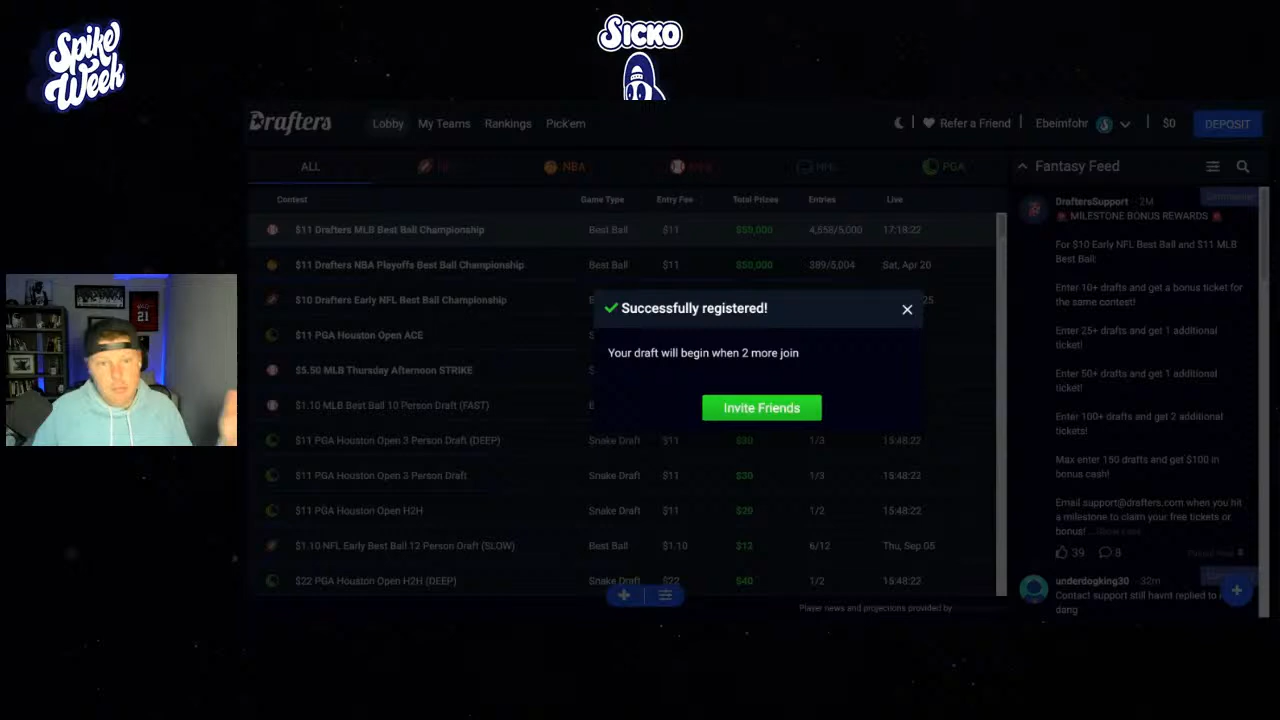 Spike
Week
SICKO
Drafters
Lobby My Teams Rankings Pick'em
Refer a Friend
Ebeimfohr
$0
DEPOSIT
ALL
NBA
PGA
Fantasy Feed
Contest Game Type Entry Fee Total Prizes Entries Live
$11 Drafters MLB Best Ball Championship Best Ball $11 $50,000 4,558/5,000 17:18:22
$11 Drafters NBA Playoffs Best Ball Championship Best Ball $11 $50,000 389/5,004 Sat, Apr 20
$10 Drafters Early NFL Best Ball Championship
$11 PGA Houston Open ACE
$5.50 MLB Thursday Afternoon STRIKE
$1.10 MLB Best Ball 10 Person Draft (FAST)
$11 PGA Houston Open 3 Person Draft (DEEP) Snake Draft $11 $30 1/3 15:48:22
$11 PGA Houston Open 3 Person Draft Snake Draft $11 $30 1/3 15:48:22
$11 PGA Houston Open H2H Snake Draft $11 $20 1/2 15:48:22
$1.10 NFL Early Best Ball 12 Person Draft (SLOW) Best Ball $1.10 $12 6/12 Thu, Sep 05
$22 PGA Houston Open H2H (DEEP) Snake Draft $22 $40 1/2 15:48:22
Successfully registered!
Your draft will begin when 2 more join
Invite Friends
Player news and projections provided by
DraftersSupport · 2M
MILESTONE BONUS REWARDS
For $10 Early NFL Best Ball and $11 MLB
Best Ball:
Enter 10+ drafts and get a bonus ticket for
the same contest!
Enter 25+ drafts and get 1 additional
ticket!
Enter 50+ drafts and get 1 additional
ticket!
Enter 100+ drafts and get 2 additional
tickets!
Max enter 150 drafts and get $100 in
bonus cash!
Email support@drafters.com when you hit
a milestone to claim your free tickets or
bonus!
39 8
underdogking30 · 32m
Contact support still havnt replied to
dang
21